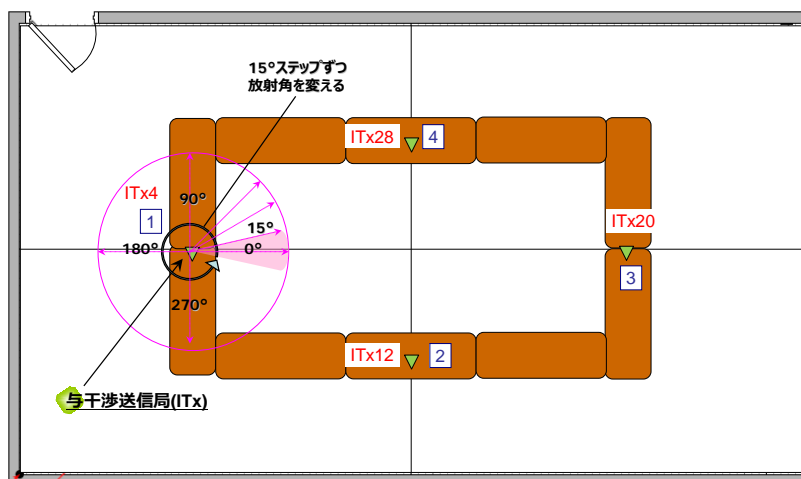 15°ステップずつ
放射角を変える
ITx28
4
ITx4
90°
1
ITx20
15°
180°
0°
3
270°
ITx12
2
与干渉送信局(ITx)